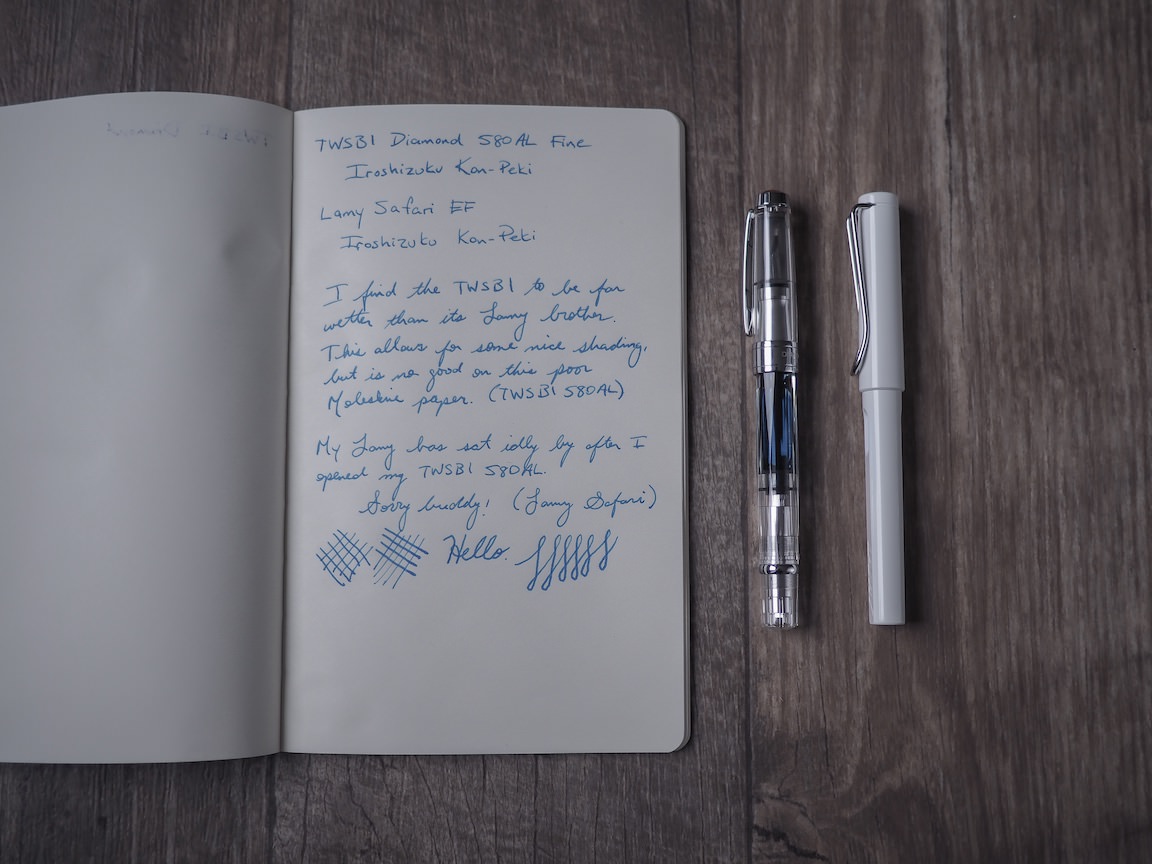 TWSBI Diamond 580AL Fine
Iroshizuku Kon-Peki
Lamy Safari EF
Iroshizuku Kon-Peki
I find the TWSBI to be far
wetter than its Lamy brother.
This allows for some nice shading,
but is no good on this poor
Moleskine paper. (TWSBI 580AL)
My Lamy has sat idly by after I
opened my TWSBI 580AL.
Sorry buddy! (Lamy Safari)
Hello.